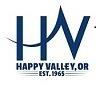 HV
HAPPY VALLEY, OR
EST. 1965